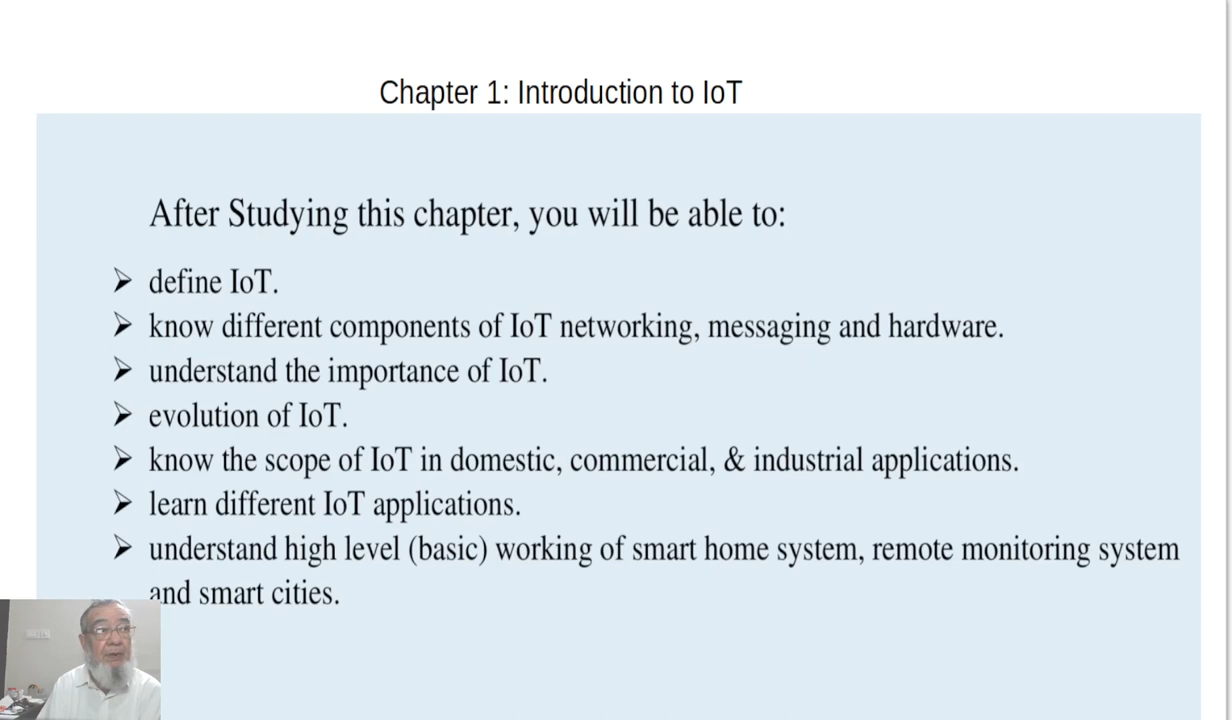 Chapter 1: Introduction to IoT
After Studying this chapter, you will be able to:
define IoT.
know different components of IoT networking, messaging and hardware.
understand the importance of IoT.
evolution of IoT.
know the scope of IoT in domestic, commercial, & industrial applications.
learn different IoT applications.
understand high level (basic) working of smart home system, remote monitoring system
and smart cities.